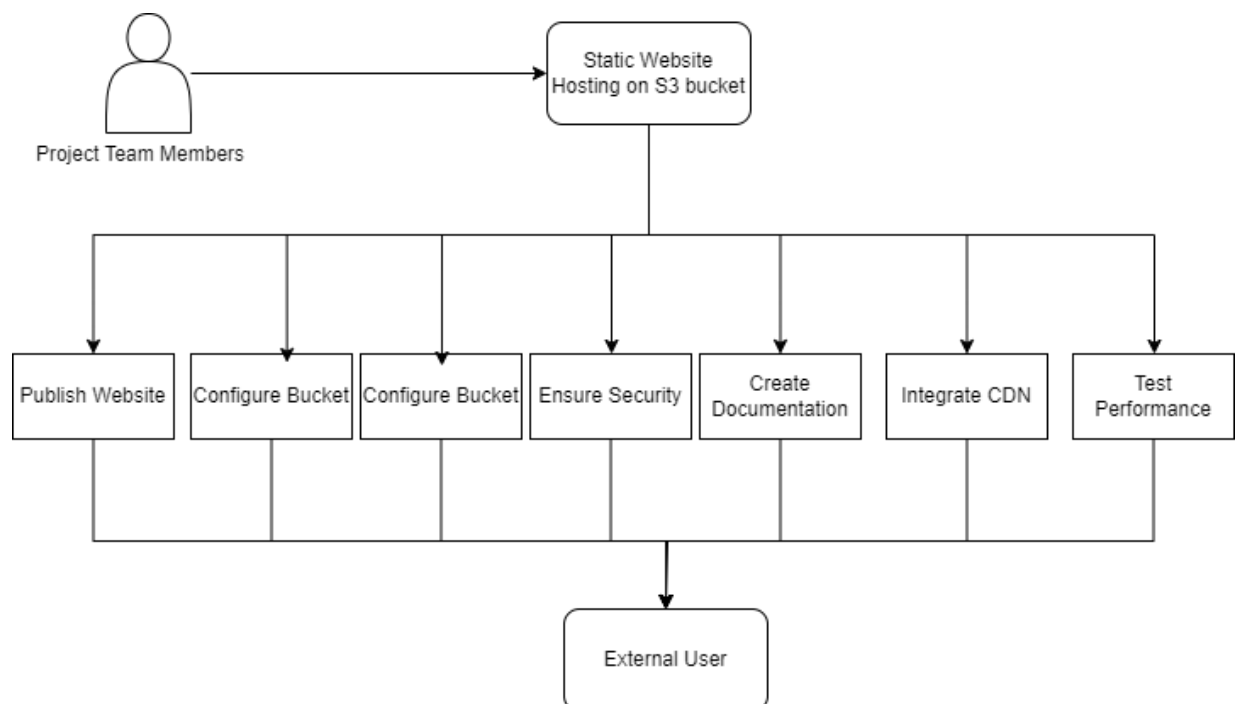 Static Website
Hosting on S3 bucket
Project Team Members
Publish Website
Configure Bucket
Configure Bucket
Ensure Security
Create
Documentation
Integrate CDN
Test
Performance
External User